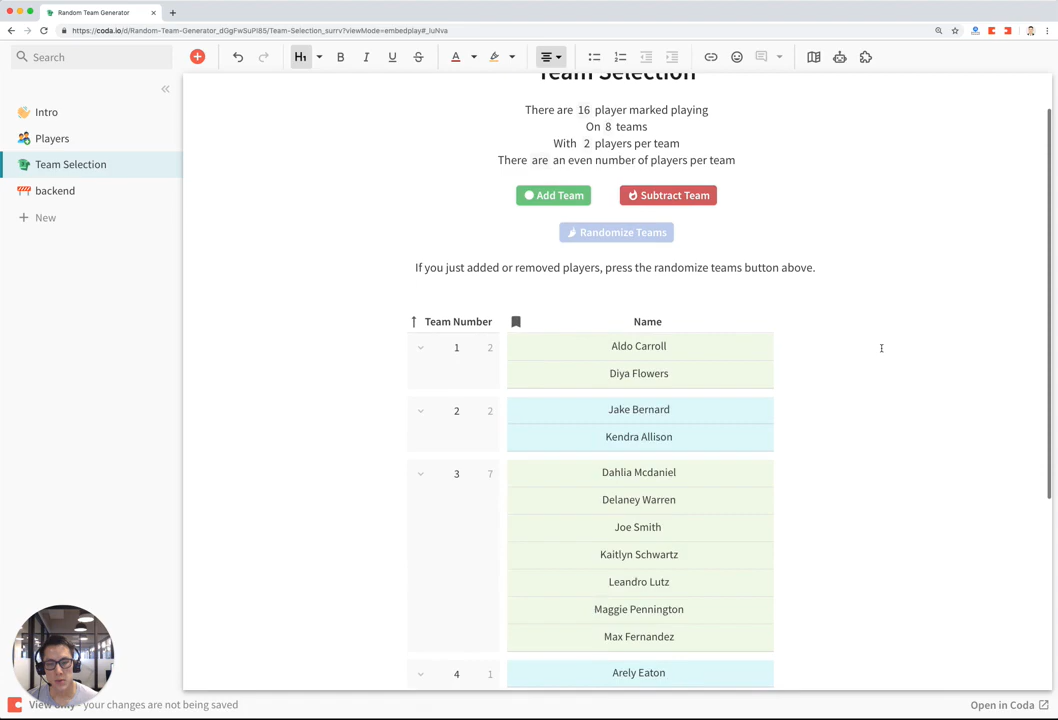 Random Team Generator
https://coda.io/d/Random-Team-Generator_dGgFwSuPl85/Team-Selection_surrv?viewMode=embedplay#_luNva
Search
H1
B
I
U
S
A
Intro
Players
Team Selection
backend
New
Team Selection
There are 16 player marked playing
On 8 teams
With 2 players per team
There are an even number of players per team
Add Team
Subtract Team
Randomize Teams
If you just added or removed players, press the randomize teams button above.
Team Number
Name
1 2
Aldo Carroll
Diya Flowers
2 2
Jake Bernard
Kendra Allison
3 7
Dahlia Mcdaniel
Delaney Warren
Joe Smith
Kaitlyn Schwartz
Leandro Lutz
Maggie Pennington
Max Fernandez
4 1
Arely Eaton
View only - your changes are not being saved
Open in Coda